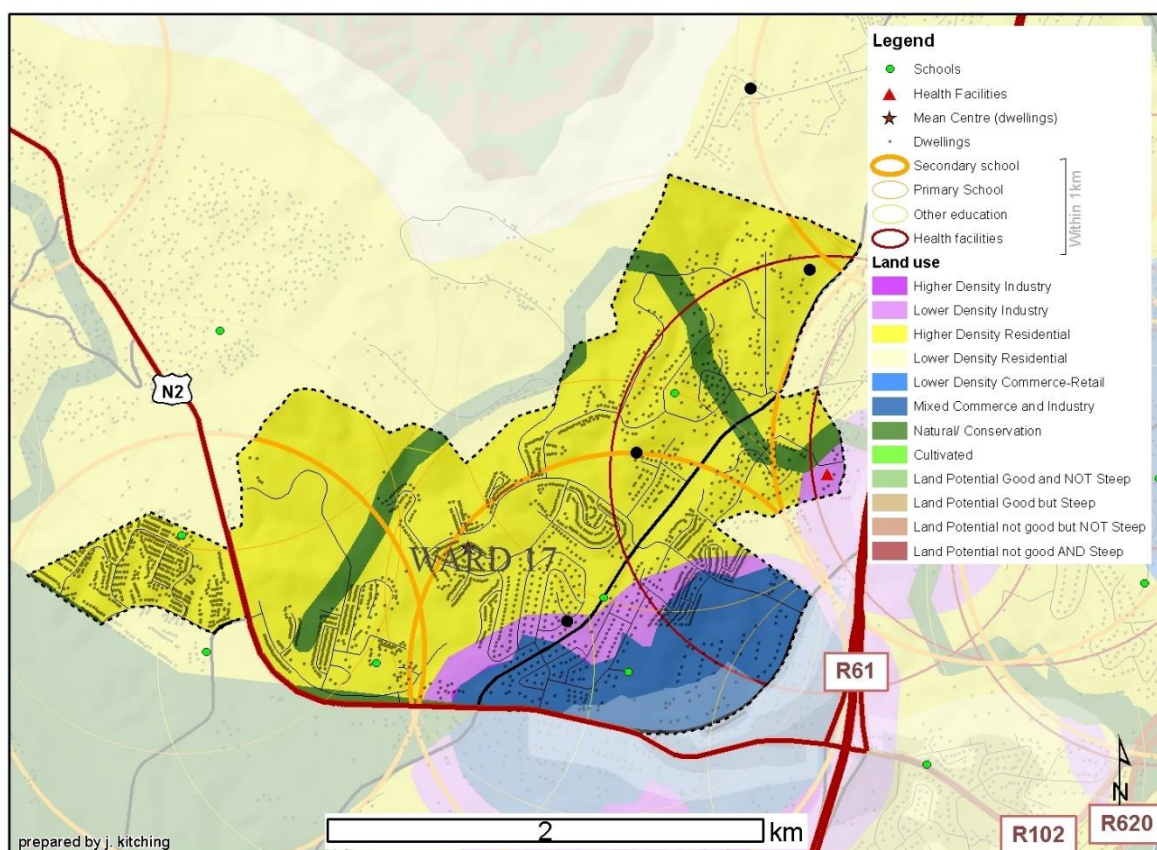 Legend
Schools
Health Facilities
Mean Centre (dwellings)
Dwellings
Secondary school
Primary School
Other education
Health facilities
Within 1km
Land use
Higher Density Industry
Lower Density Industry
Higher Density Residential
Lower Density Residential
Lower Density Commerce-Retail
Mixed Commerce and Industry
Natural/ Conservation
Cultivated
Land Potential Good and NOT Steep
Land Potential Good but Steep
Land Potential not good but NOT Steep
Land Potential not good AND Steep
N2
WARD 17
R61
N
R620
R102
2
km
prepared by j. kitching